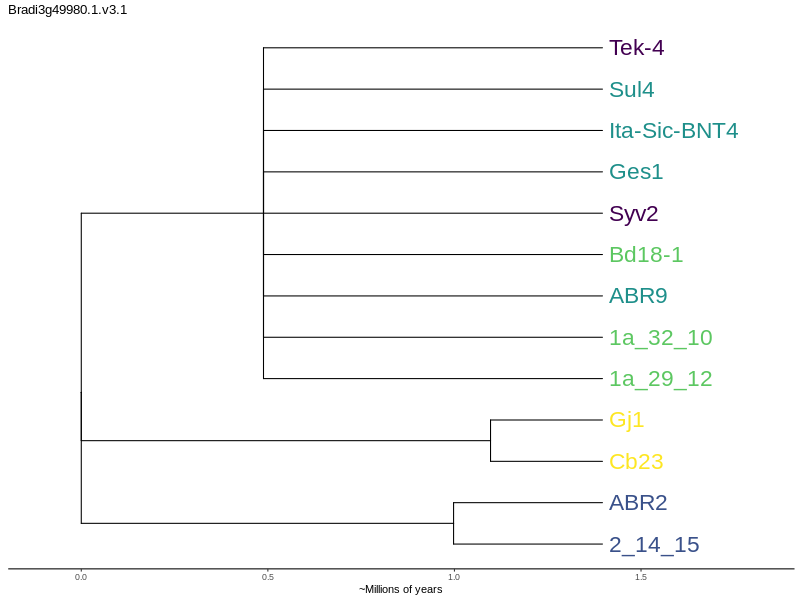 Bradi3g49980.1.v3.1
Tek-4
Sul4
Ita-Sic-BNT4
Ges1
Syv2
Bd18-1
ABR9
1a_32_10
1a_29_12
Gj1
Cb23
ABR2
2_14_15
0.0 0.5 1.0 1.5
~Millions of years